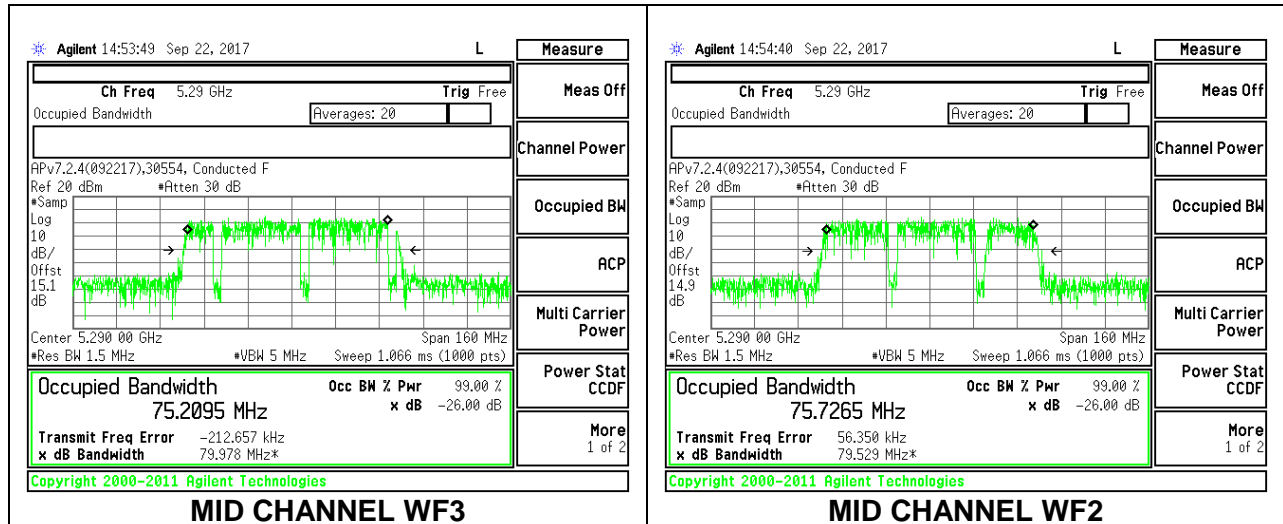 Agilent 14:53:49 Sep 22, 2017 L
Measure
Ch Freq 5.29 GHz Trig Free
Occupied Bandwidth Averages: 20
Meas Off
Channel Power
APv7.2.4(092217),30554, Conducted F
Ref 20 dBm #Atten 30 dB
#Samp
Log
10
dB/
Offst
15.1
dB
Occupied BW
ACP
Multi Carrier
Power
Center 5.290 00 GHz Span 160 MHz
#Res BW 1.5 MHz #VBW 5 MHz Sweep 1.066 ms (1000 pts)
Power Stat
CCDF
Occupied Bandwidth Occ BW % Pwr 99.00 %
75.2095 MHz x dB -26.00 dB
Transmit Freq Error -212.657 kHz
x dB Bandwidth 79.978 MHz*
More
1 of 2
Copyright 2000-2011 Agilent Technologies
MID CHANNEL WF3
Agilent 14:54:40 Sep 22, 2017 L
Measure
Ch Freq 5.29 GHz Trig Free
Occupied Bandwidth Averages: 20
Meas Off
Channel Power
APv7.2.4(092217),30554, Conducted F
Ref 20 dBm #Atten 30 dB
#Samp
Log
10
dB/
Offst
14.9
dB
Occupied BW
ACP
Multi Carrier
Power
Center 5.290 00 GHz Span 160 MHz
#Res BW 1.5 MHz #VBW 5 MHz Sweep 1.066 ms (1000 pts)
Power Stat
CCDF
Occupied Bandwidth Occ BW % Pwr 99.00 %
75.7265 MHz x dB -26.00 dB
Transmit Freq Error 56.350 kHz
x dB Bandwidth 79.529 MHz*
More
1 of 2
Copyright 2000-2011 Agilent Technologies
MID CHANNEL WF2